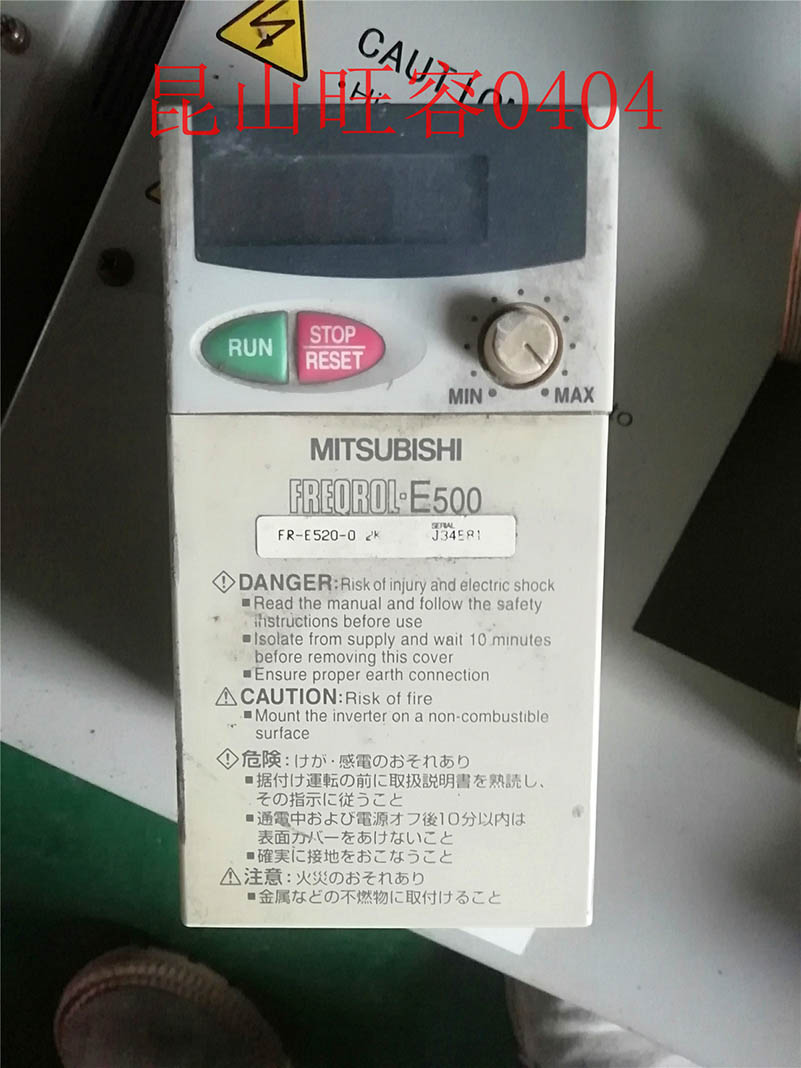 CAUTION
昆山旺容0404
RUN
STOP
RESET
MIN
MAX
MITSUBISHI
FREQROL-E500
SERIAL
FR-E520-0 2K J34E81
DANGER:Risk of injury and electric shock
■Read the manual and follow the safety
instructions before use
■Isolate from supply and wait 10 minutes
before removing this cover
■Ensure proper earth connection
CAUTION:Risk of fire
■Mount the inverter on a non-combustible
surface
危険:けが・感電のおそれあり
■据付け運転の前に取扱説明書を熟読し、
その指示に従うこと
■通電中および電源オフ後10分以内は
表面カバーをあけないこと
■確実に接地をおこなうこと
注意:火災のおそれあり
■金属などの不燃物に取付けること